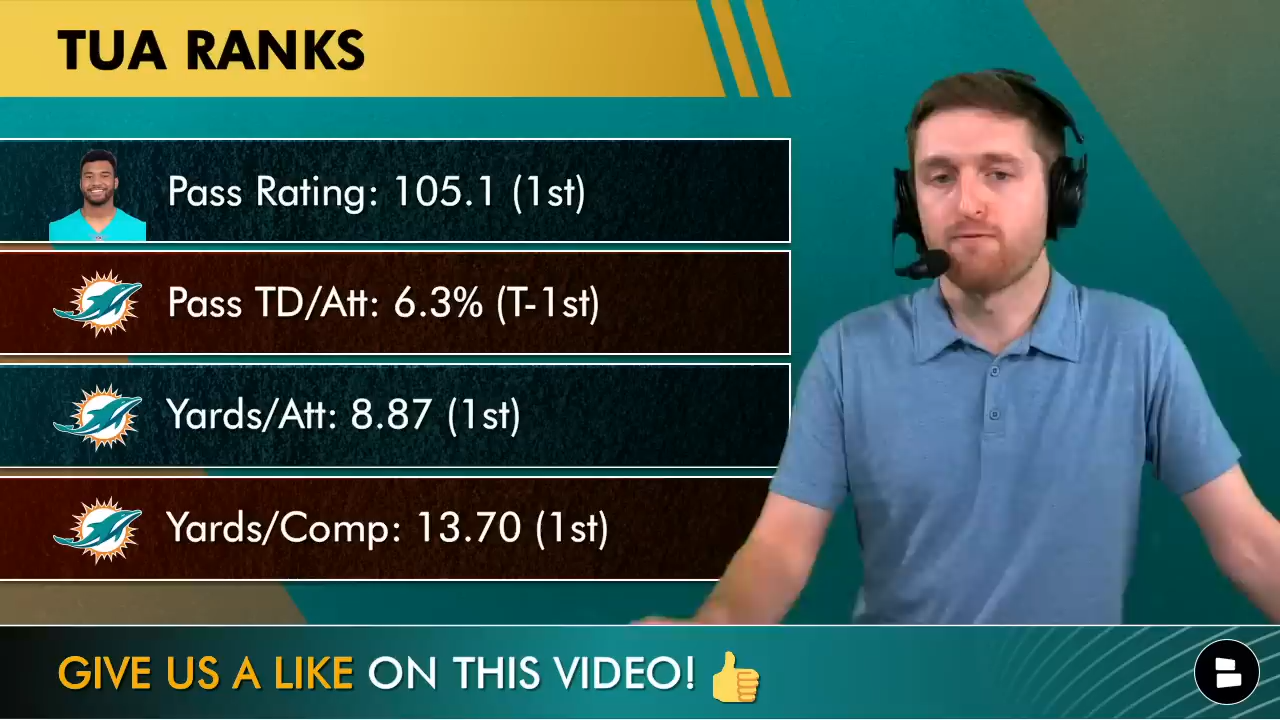 TUA RANKS
Pass Rating: 105.1 (1st)
Pass TD/Att: 6.3% (T-1st)
Yards/Att: 8.87 (1st)
Yards/Comp: 13.70 (1st)
GIVE US A LIKE ON THIS VIDEO!